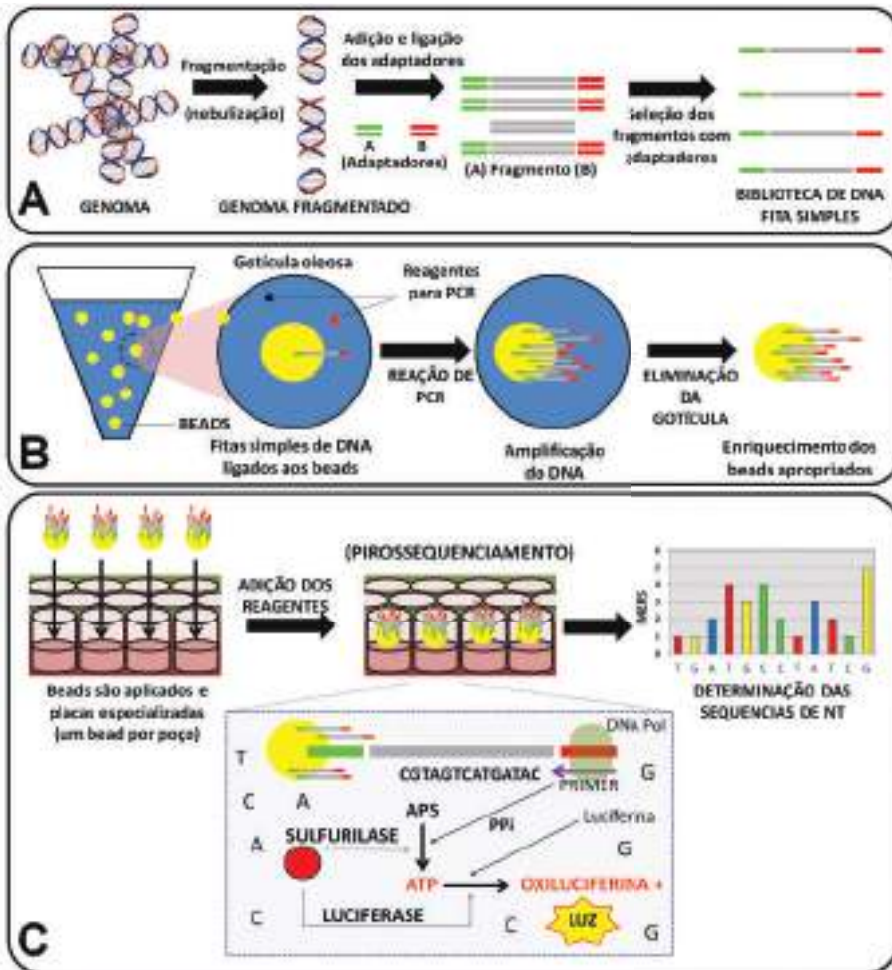 Fragmentação
(nebulização)
Adição e ligação
dos adaptadores
A
B
(Adaptadores)
(A) Fragmento (B)
Seleção dos
fragmentos com
adaptadores
A
GENOMA
GENOMA FRAGMENTADO
BIBLIOTECA DE DNA
FITA SIMPLES
Gotícula oleosa
Reagentes
para PCR
REAÇÃO DE
PCR
ELIMINAÇÃO
DA
GOTÍCULA
BEADS
B
Fitas simples de DNA
ligados aos beads
Amplificação
do DNA
Enriquecimento dos
beads apropriados
ADIÇÃO DOS
REAGENTES
(PIROSSEQUENCIAMENTO)
T G A T G C C T A T C G
Beads são aplicados e
placas especializadas
(um bead por poço)
DETERMINAÇÃO DAS
SEQUENCIAS DE NT
DNA Pol
T
CGTAGTCATGATAC
PRIMER
G
C
A
APS
PPi
Luciferina
A
SULFURILASE
G
ATP
OXILUCIFERINA +
C
LUCIFERASE
C
LUZ
G
C